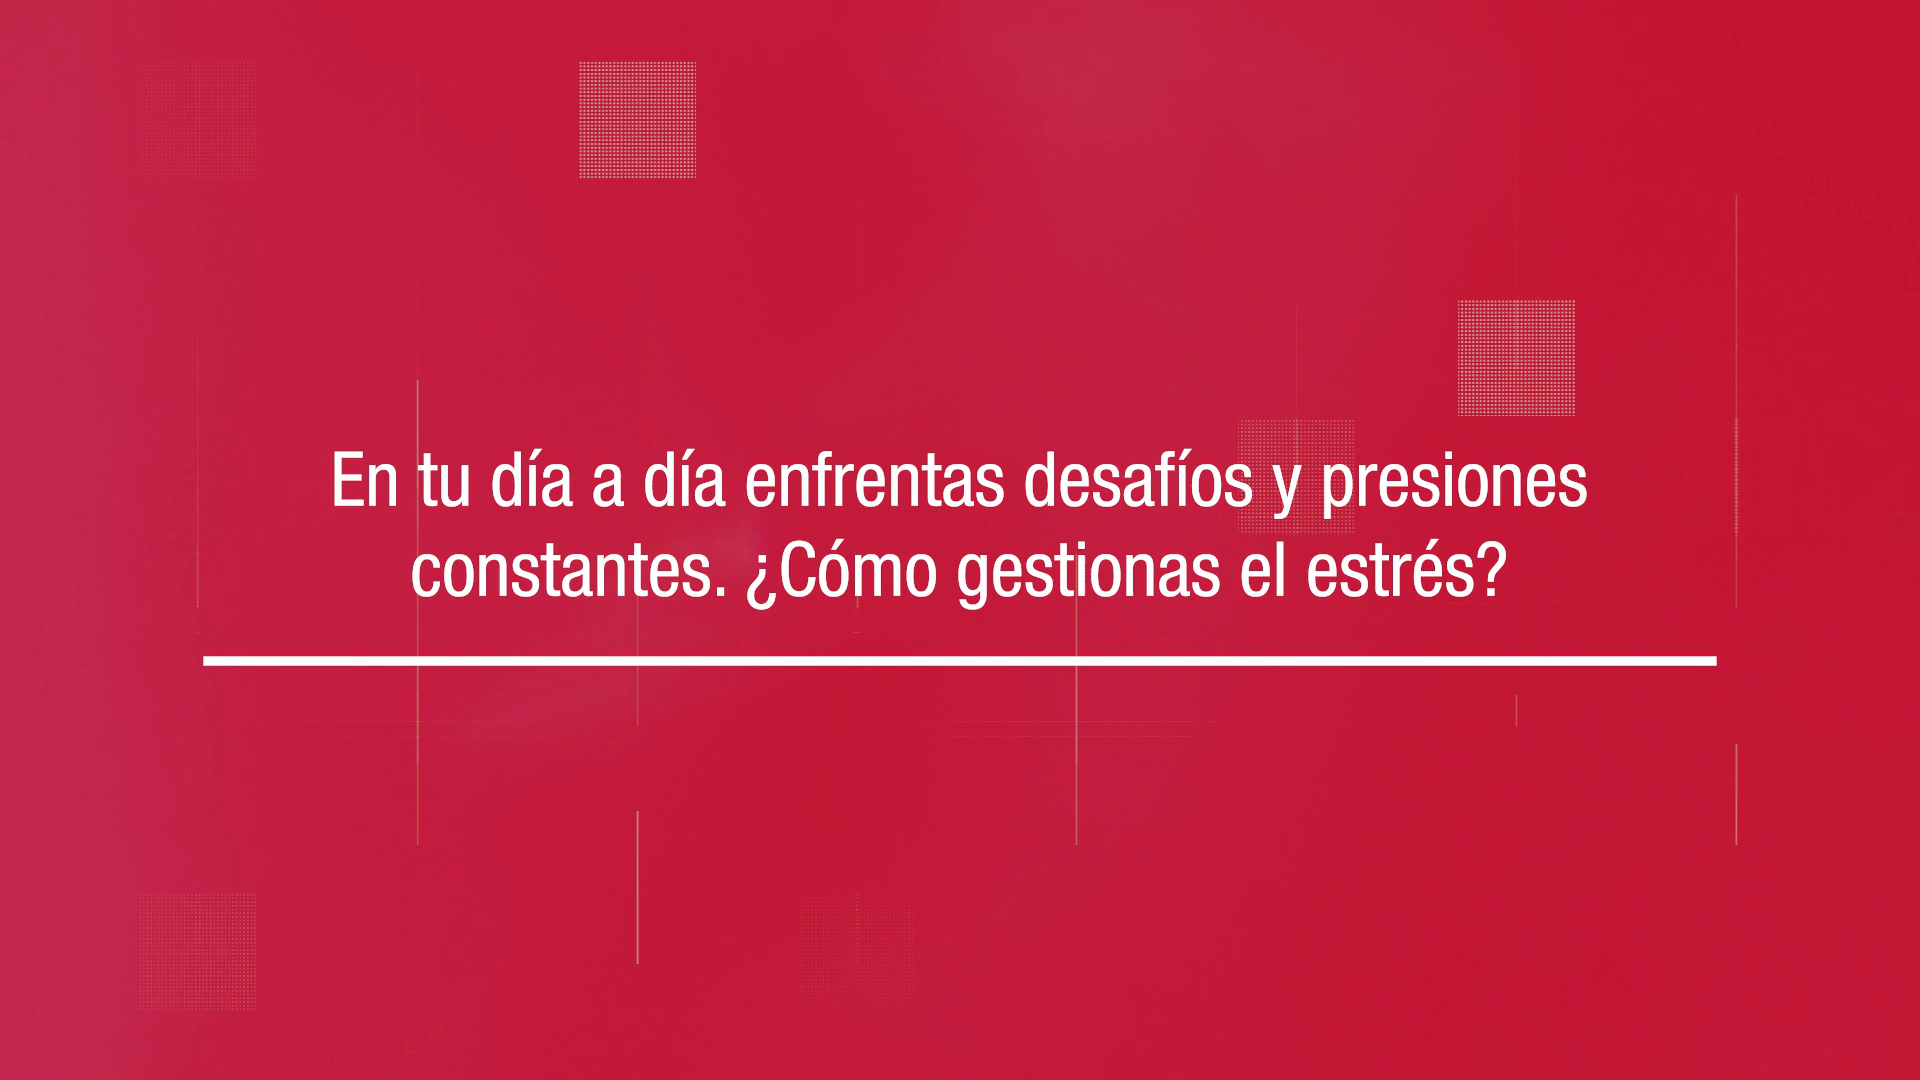 En tu día a día enfrentas desafíos y presiones
constantes. ¿Cómo gestionas el estrés?